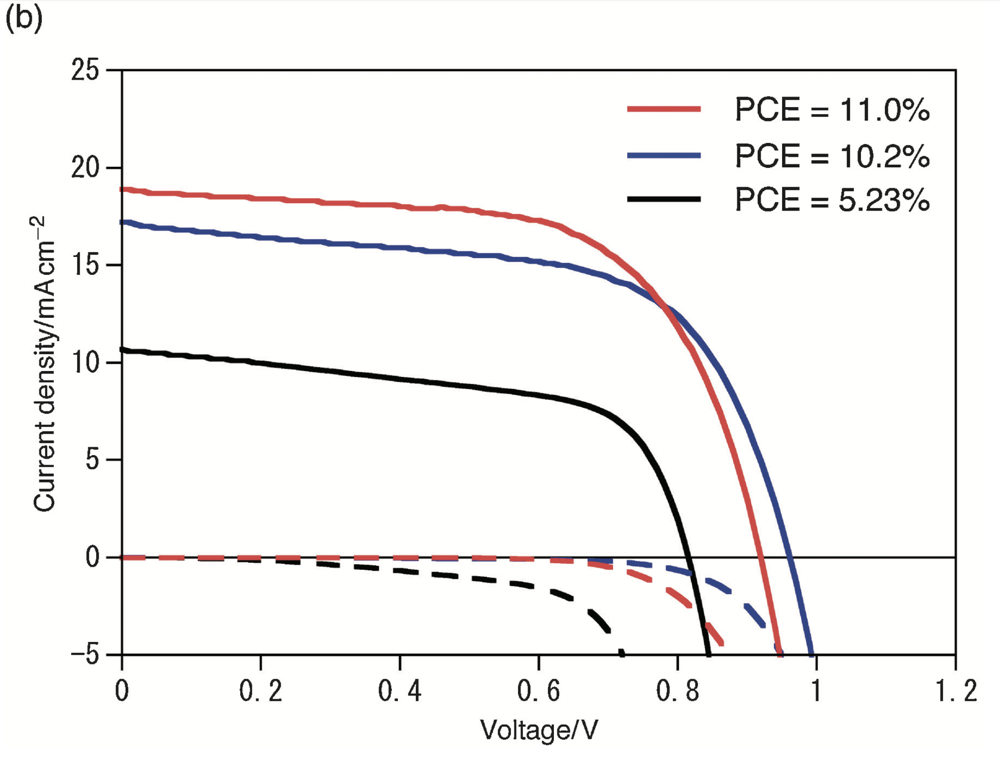 (b)
25
20
15
10
5
0
−5
Current density/mA cm−2
PCE = 11.0%
PCE = 10.2%
PCE = 5.23%
0 0.2 0.4 0.6 0.8 1 1.2
Voltage/V